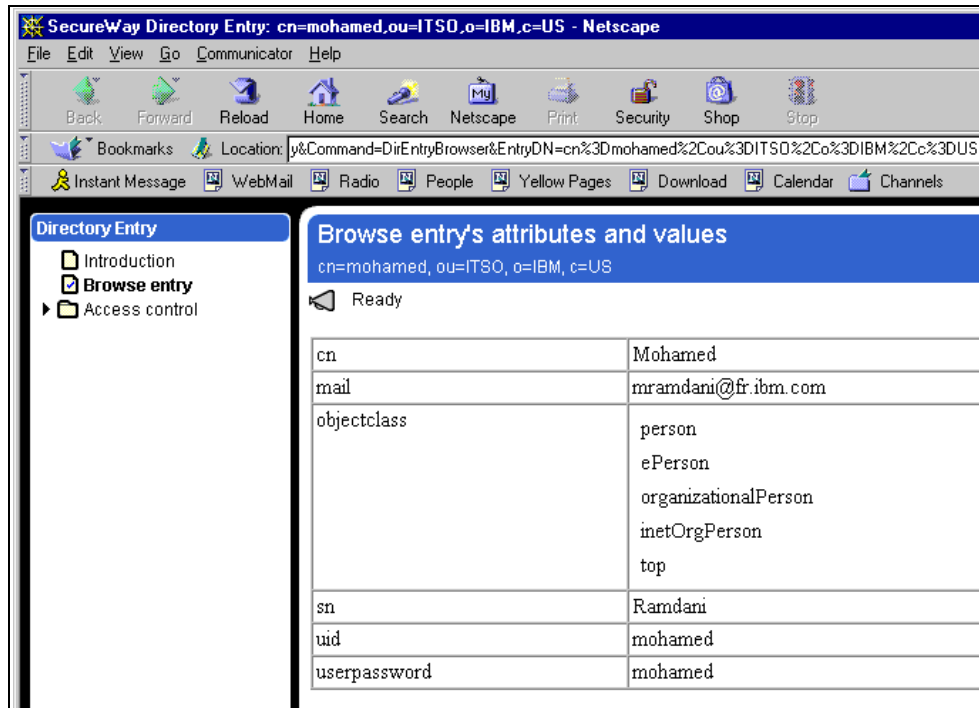 SecureWay Directory Entry: cn=mohamed,ou=ITSO,o=IBM,c=US - Netscape
File Edit View Go Communicator Help
Back Forward Reload Home Search Netscape Print Security Shop Stop
My
Bookmarks Location: y&Command=DirEntryBrowser&EntryDN=cn%3Dmohamed%2Cou%3DITSO%2Co%3DIBM%2Cc%3DUS
Instant Message WebMail Radio People Yellow Pages Download Calendar Channels
Directory Entry
Introduction
Browse entry
Access control
Browse entry's attributes and values
cn=mohamed, ou=ITSO, o=IBM, c=US
Ready
cn Mohamed
mail mramdani@fr.ibm.com
objectclass person
ePerson
organizationalPerson
inetOrgPerson
top
sn Ramdani
uid mohamed
userpassword mohamed